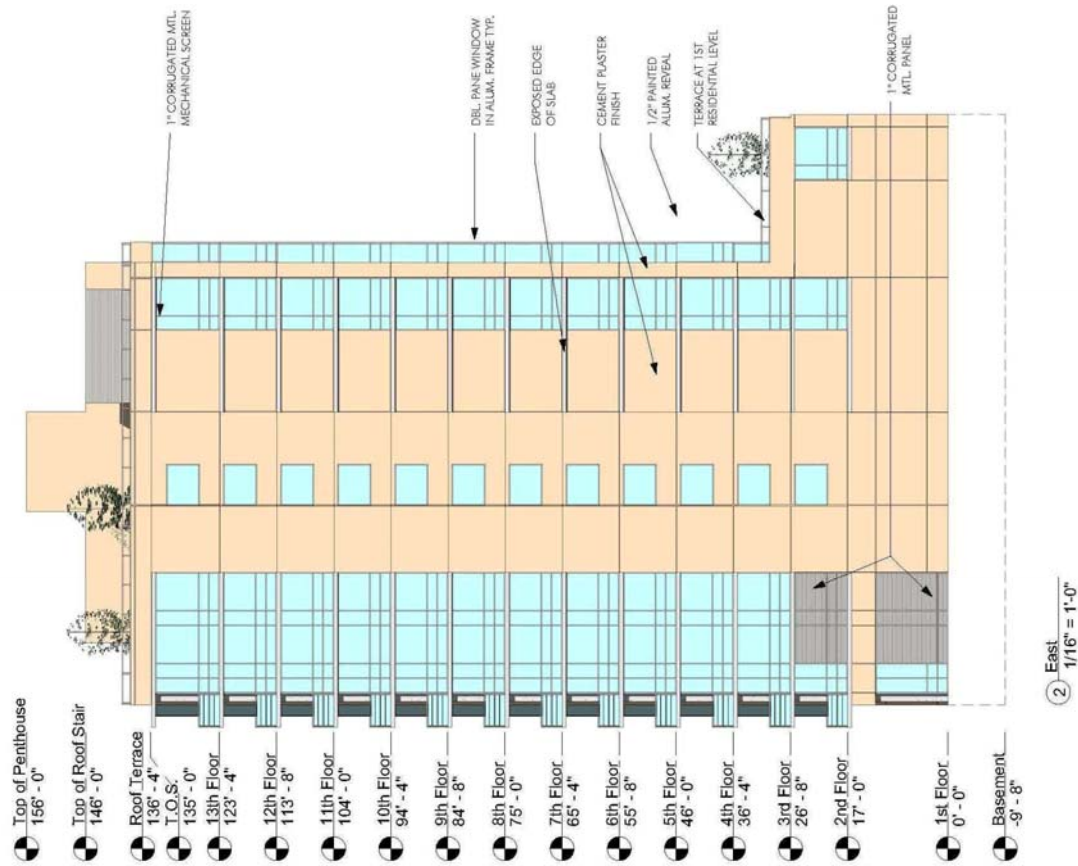 Top of Penthouse
156' - 0"
Top of Roof Stair
146' - 0"
Roof Terrace
136' - 4"
T.O.S.
135' - 0"
13th Floor
123' - 4"
12th Floor
113' - 8"
11th Floor
104' - 0"
10th Floor
94' - 4"
9th Floor
84' - 8"
8th Floor
75' - 0"
7th Floor
65' - 4"
6th Floor
55' - 8"
5th Floor
46' - 0"
4th Floor
36' - 4"
3rd Floor
26' - 8"
2nd Floor
17' - 0"
1st Floor
0' - 0"
Basement
-9' - 8"
1" CORRUGATED MTL.
MECHANICAL SCREEN
DBL. PANE WINDOW
IN ALUM. FRAME TYP.
EXPOSED EDGE
OF SLAB
CEMENT PLASTER
FINISH
1/2" PAINTED
ALUM. REVEAL
TERRACE AT 1ST
RESIDENTIAL LEVEL
1" CORRUGATED
MTL. PANEL
2
East
1/16" = 1'-0"